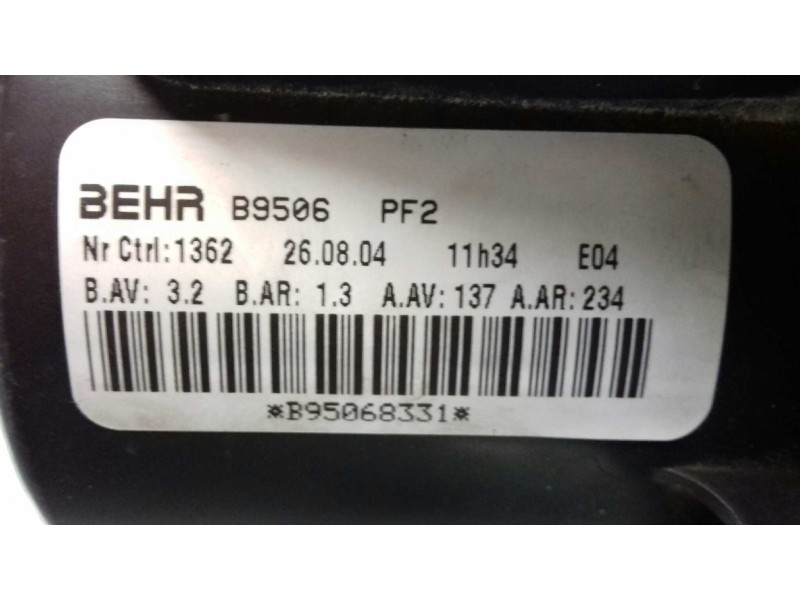 BEHR B9506 PF2
Nr Ctrl:1362 26.08.04 11h34 E04
B.AV: 3.2 B.AR: 1.3 A.AV: 137 A.AR: 234
*B95068331*